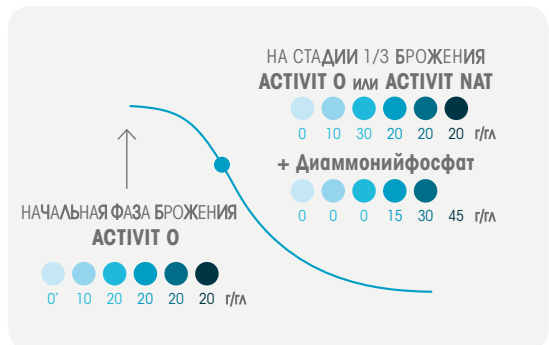 НА СТАДИИ 1/3 БРОЖЕНИЯ
ACTIVIT O или ACTIVIT NAT
0 10 30 20 20 20 г/гл
+ Диаммонийфосфат
0 0 0 15 30 45 г/гл
НАЧАЛЬНАЯ ФАЗА БРОЖЕНИЯ
ACTIVIT O
0* 10 20 20 20 20 г/гл